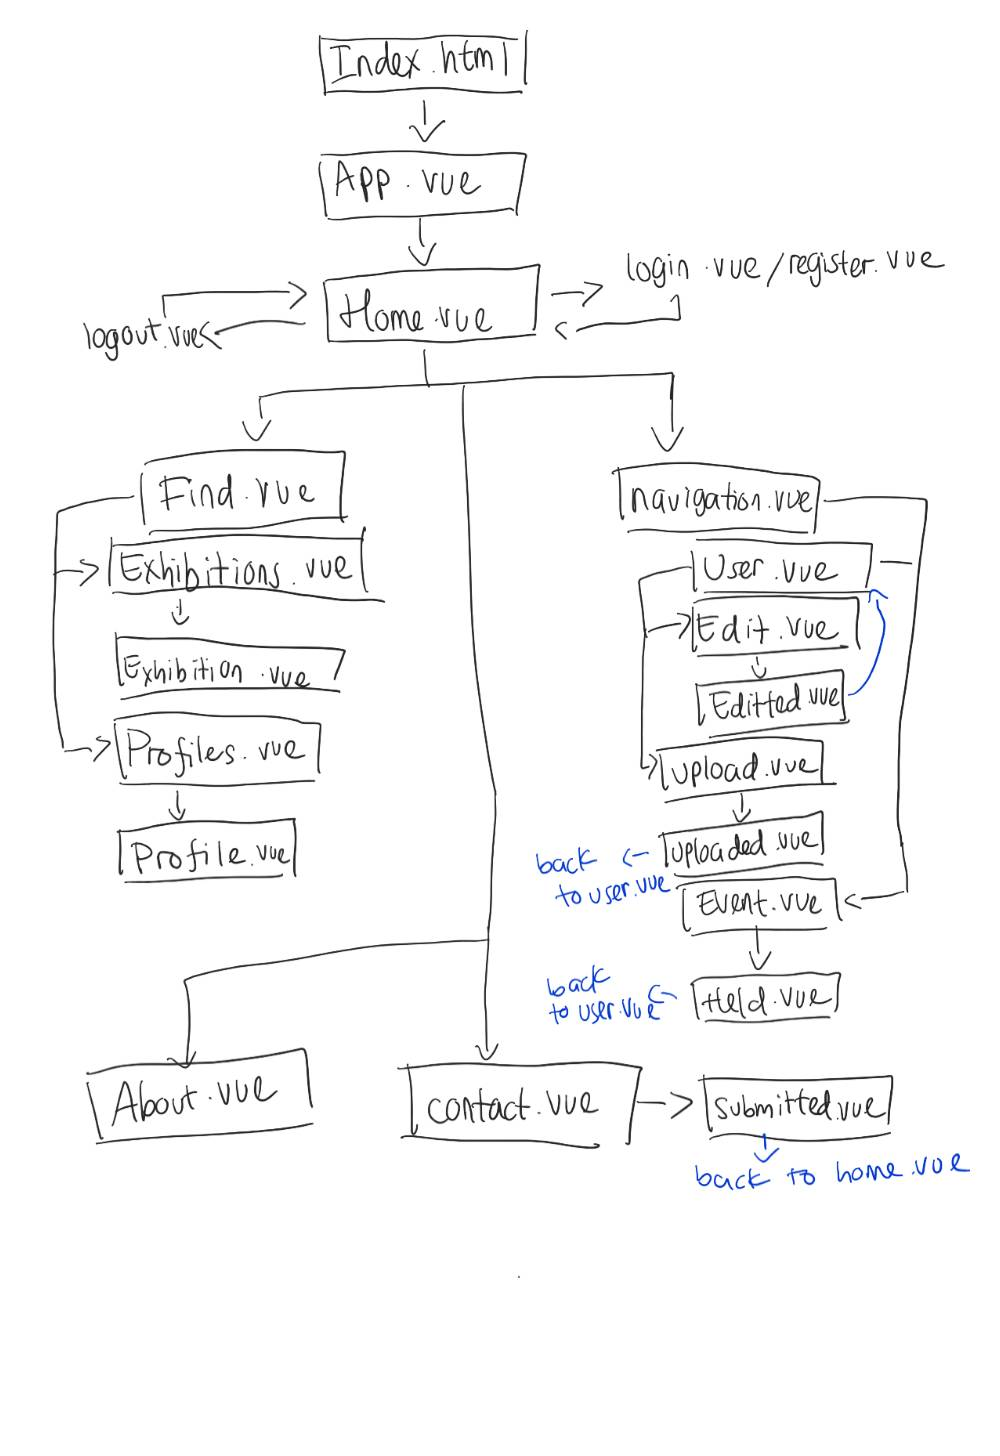 Index.html
App.vue
login.vue/register.vue
Home.vue
logout.vue
Find.vue
navigation.vue
Exhibitions.vue
User.vue
Edit.vue
Exhibition.vue
Editted.vue
Profiles.vue
upload.vue
Profile.vue
uploaded.vue
back
to user.vue
Event.vue
back
to user.vue
Held.vue
About.vue
contact.vue
submitted.vue
back to home.vue